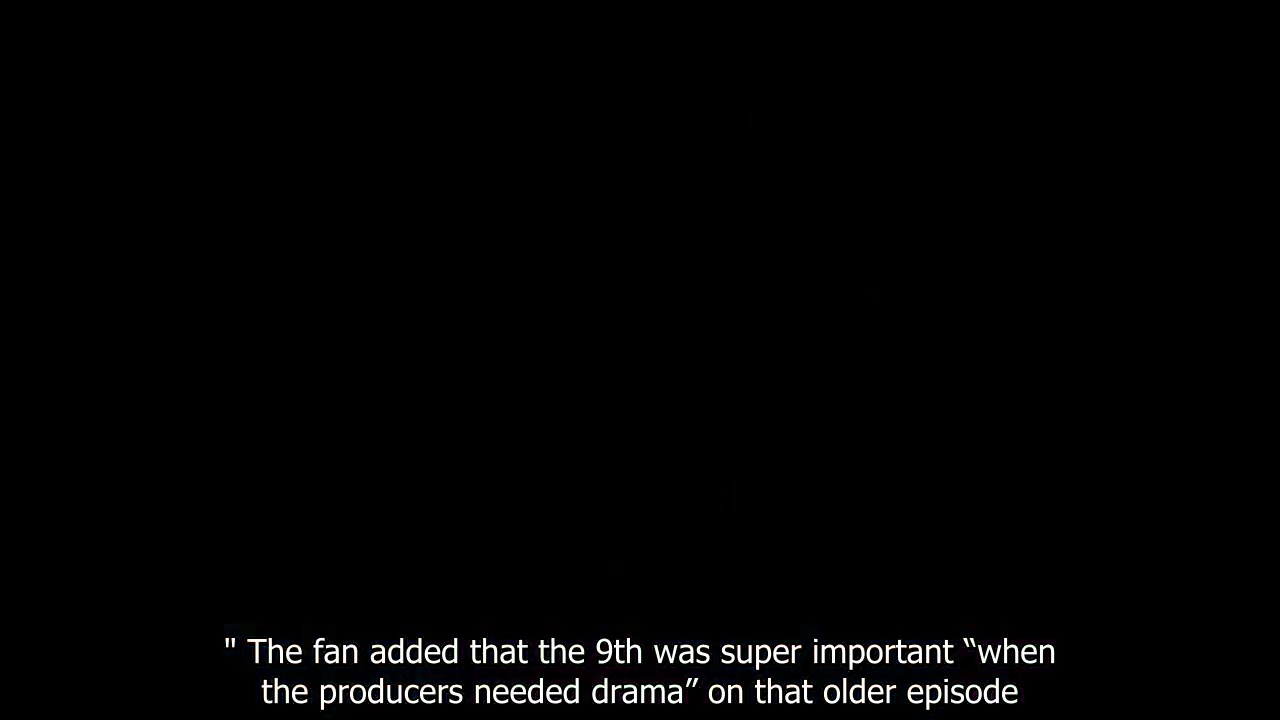 " The fan added that the 9th was super important “when
the producers needed drama” on that older episode